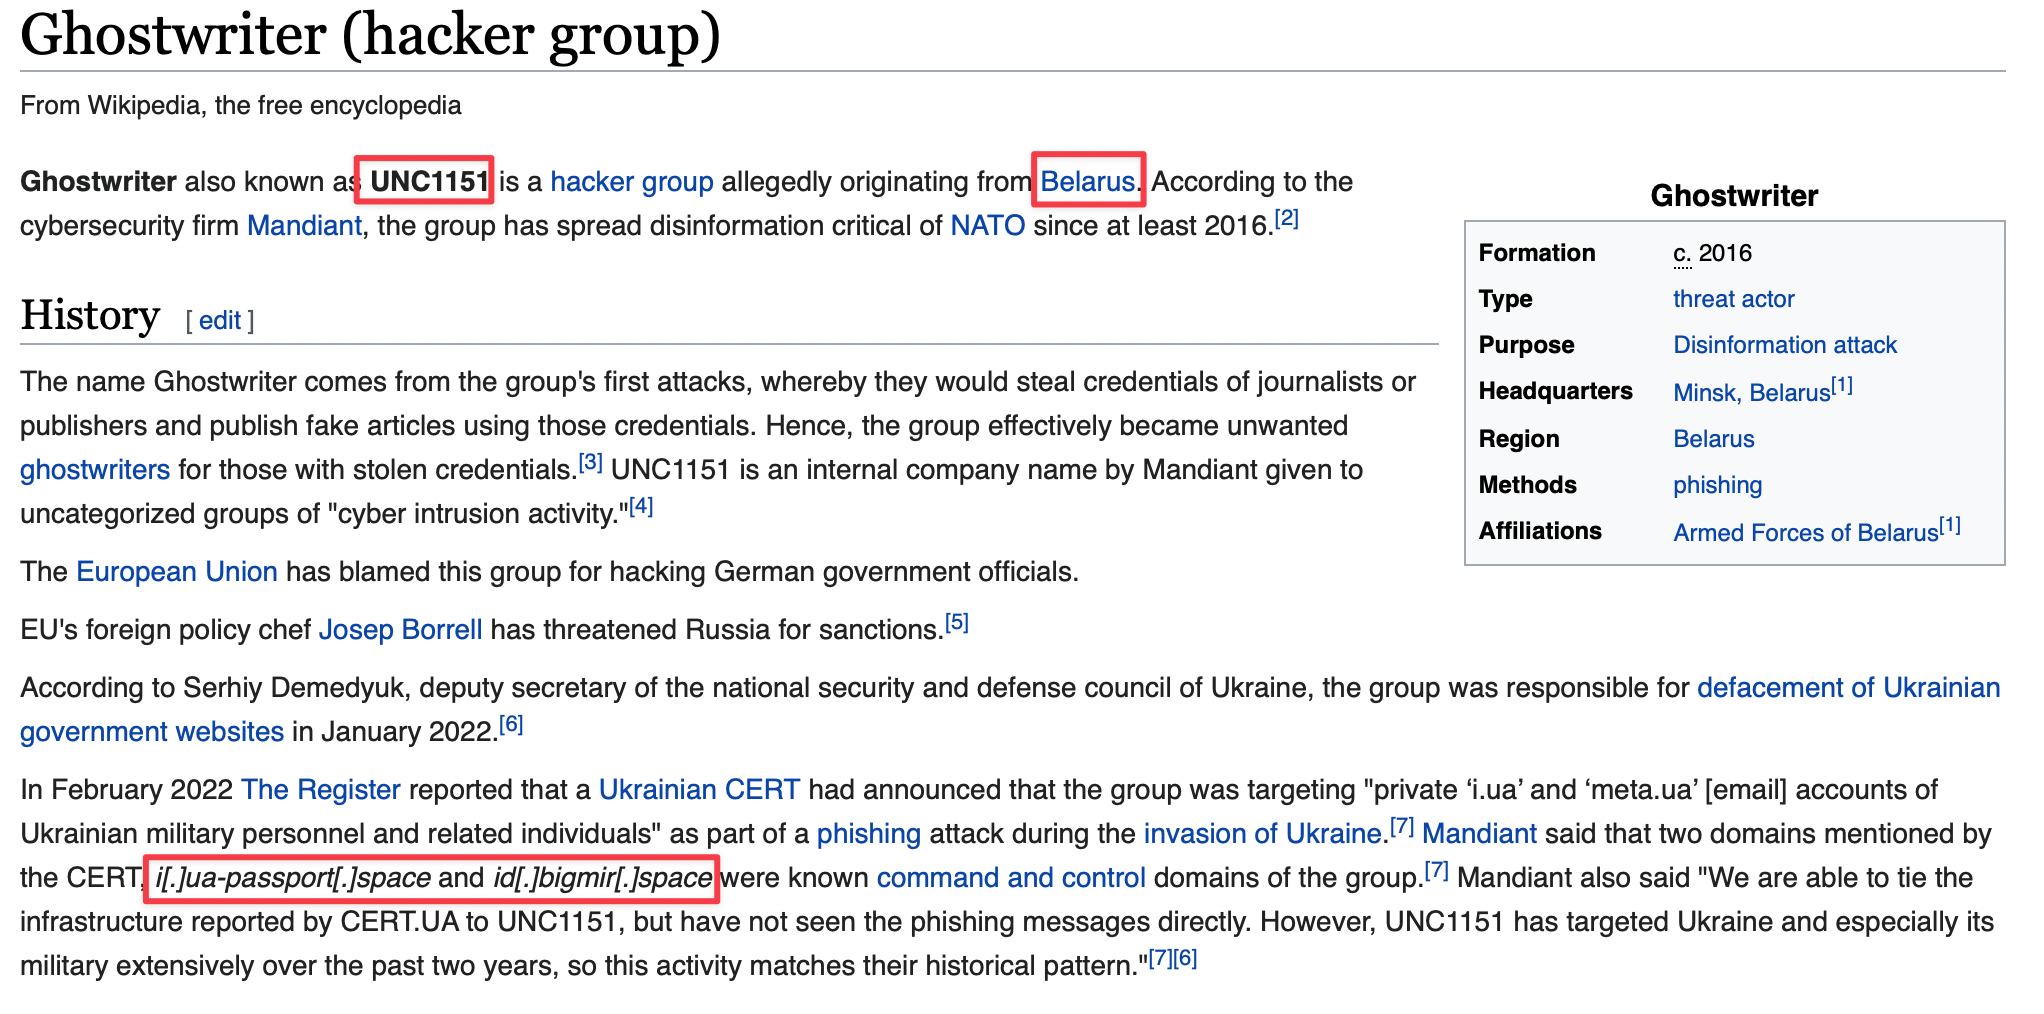 Ghostwriter (hacker group)
From Wikipedia, the free encyclopedia
Ghostwriter also known as UNC1151 is a hacker group allegedly originating from Belarus. According to the
cybersecurity firm Mandiant, the group has spread disinformation critical of NATO since at least 2016.[2]
Ghostwriter
Formation c. 2016
Type threat actor
Purpose Disinformation attack
Headquarters Minsk, Belarus[1]
Region Belarus
Methods phishing
Affiliations Armed Forces of Belarus[1]
History [ edit ]
The name Ghostwriter comes from the group's first attacks, whereby they would steal credentials of journalists or
publishers and publish fake articles using those credentials. Hence, the group effectively became unwanted
ghostwriters for those with stolen credentials.[3] UNC1151 is an internal company name by Mandiant given to
uncategorized groups of "cyber intrusion activity."[4]
The European Union has blamed this group for hacking German government officials.
EU's foreign policy chef Josep Borrell has threatened Russia for sanctions.[5]
According to Serhiy Demedyuk, deputy secretary of the national security and defense council of Ukraine, the group was responsible for defacement of Ukrainian
government websites in January 2022.[6]
In February 2022 The Register reported that a Ukrainian CERT had announced that the group was targeting "private ‘i.ua’ and ‘meta.ua’ [email] accounts of
Ukrainian military personnel and related individuals" as part of a phishing attack during the invasion of Ukraine.[7] Mandiant said that two domains mentioned by
the CERT, i[.]ua-passport[.]space and id[.]bigmir[.]space were known command and control domains of the group.[7] Mandiant also said "We are able to tie the
infrastructure reported by CERT.UA to UNC1151, but have not seen the phishing messages directly. However, UNC1151 has targeted Ukraine and especially its
military extensively over the past two years, so this activity matches their historical pattern."[7][6]